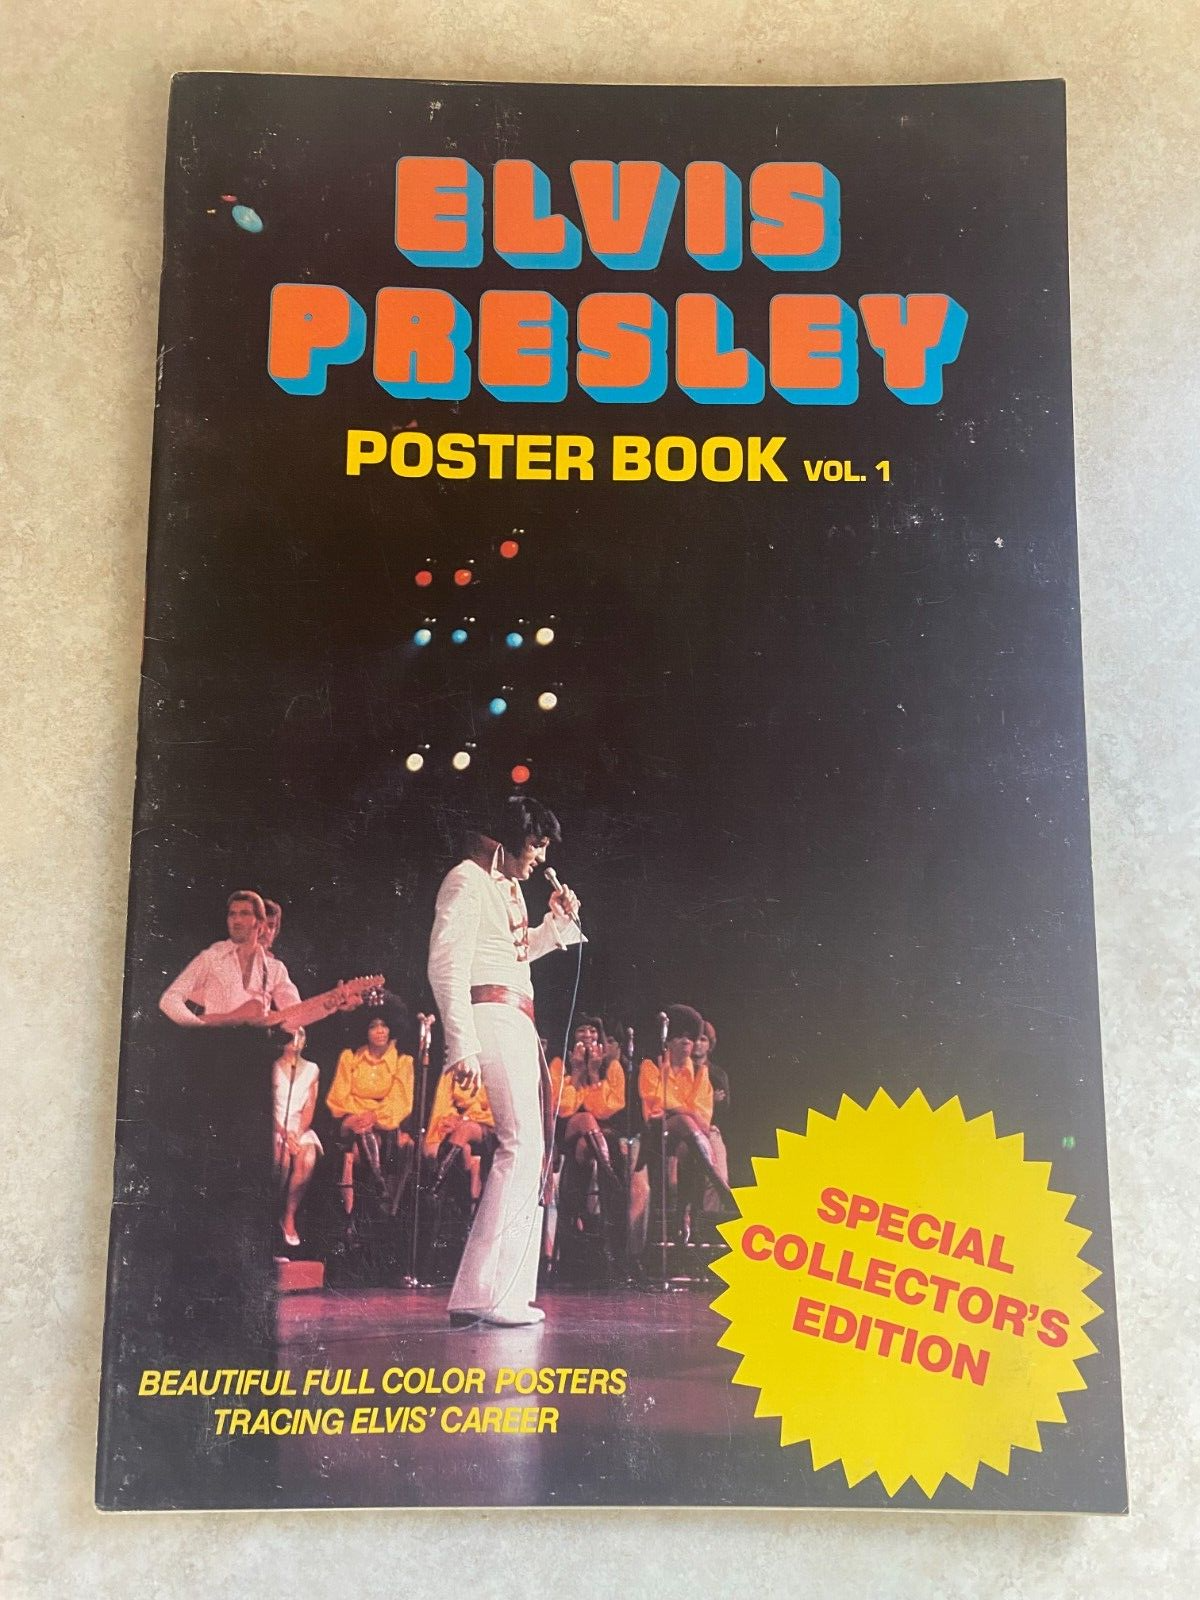 ELVIS
PRESLEY
POSTER BOOK VOL. 1
SPECIAL
COLLECTOR'S
EDITION
BEAUTIFUL FULL COLOR POSTERS
TRACING ELVIS' CAREER